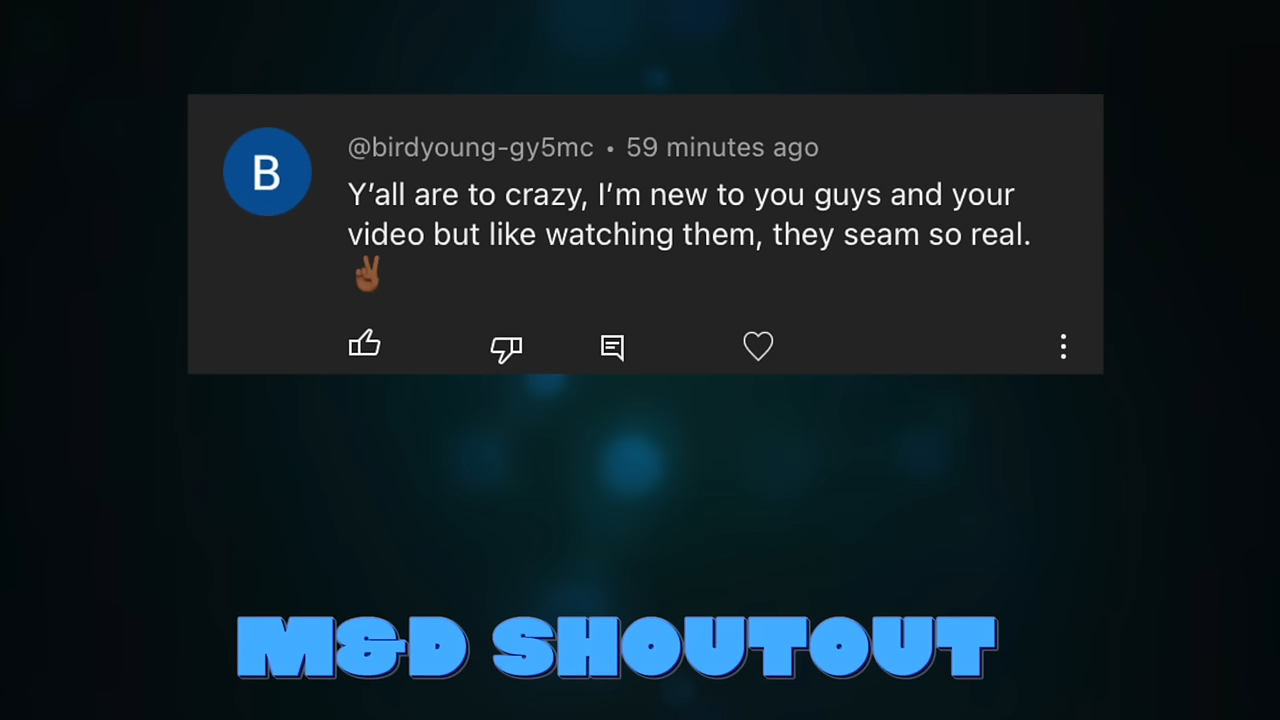 B
@birdyoung-gy5mc • 59 minutes ago
Y’all are to crazy, I’m new to you guys and your
video but like watching them, they seam so real.
✌🏾
M&D SHOUTOUT